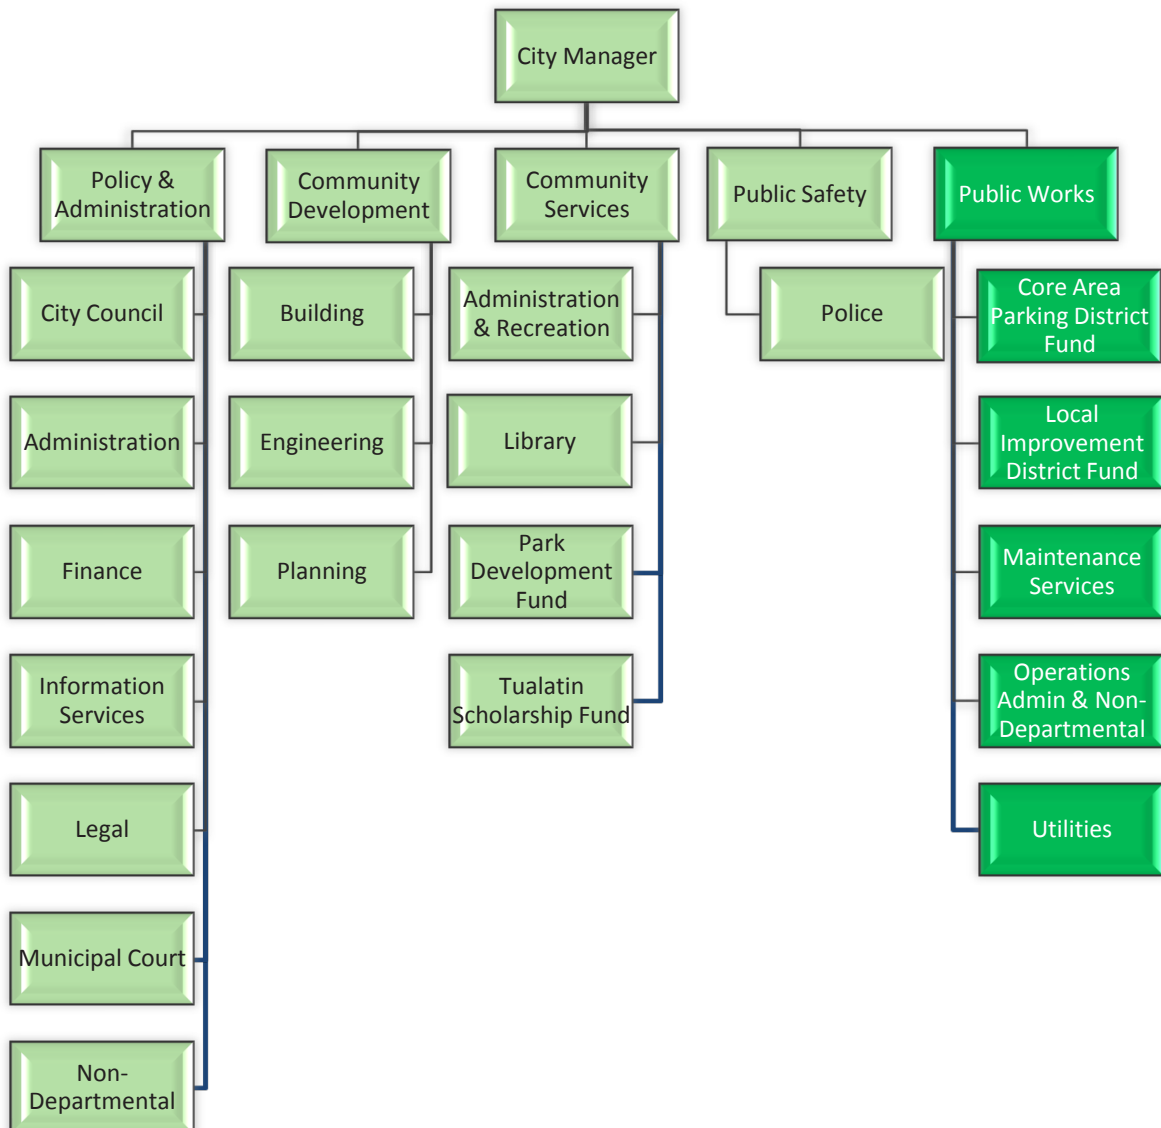 City Manager
Policy &
Administration
Community
Development
Community
Services
Public Safety
Public Works
City Council
Administration
Finance
Information
Services
Legal
Municipal Court
Non-
Departmental
Building
Engineering
Planning
Administration
& Recreation
Library
Park
Development
Fund
Tualatin
Scholarship Fund
Police
Core Area
Parking District
Fund
Local
Improvement
District Fund
Maintenance
Services
Operations
Admin & Non-
Departmental
Utilities